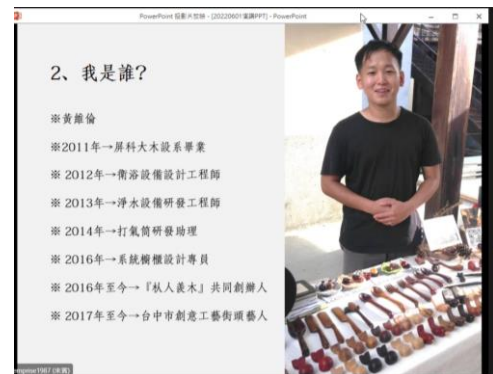 PowerPoint 投影片放映 - [20220601演講PPT] - PowerPoint
2、我是誰?
※黃維倫
※2011年→屏科大木設系畢業
※ 2012年→衛浴設備設計工程師
※ 2013年→淨水設備研發工程師
※ 2014年→打氣筒研發助理
※ 2016年→系統櫥櫃設計專員
※ 2016年至今→『杣人羨木』共同創辦人
※ 2017年至今→台中市創意工藝街頭藝人